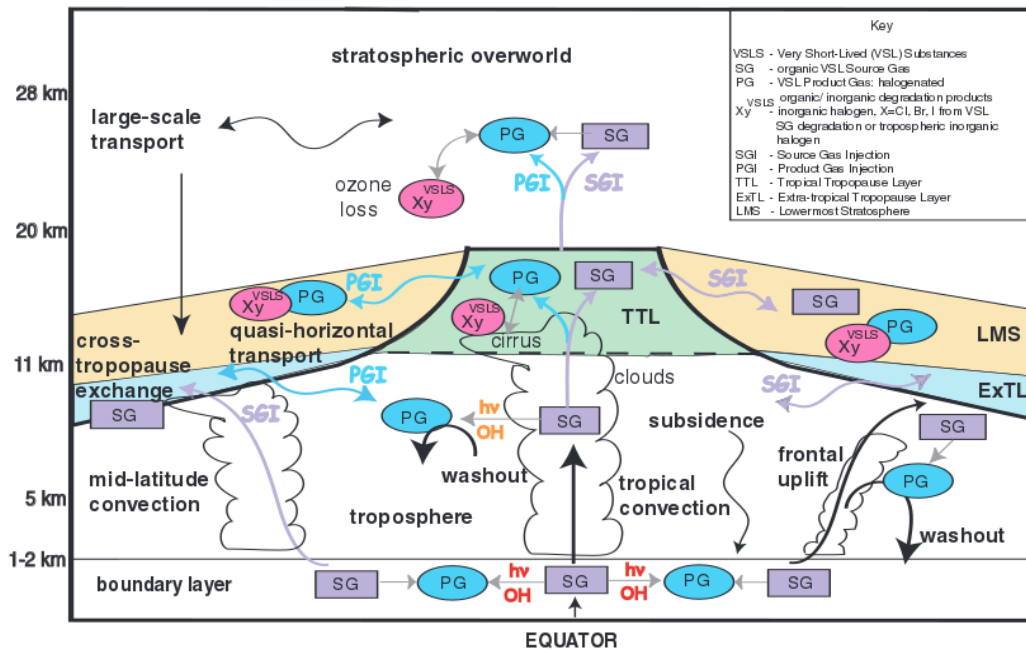 stratospheric overworld
Key
VSLS - Very Short-Lived (VSL) Substances
SG - organic VSL Source Gas
PG - VSL Product Gas: halogenated
organic/ inorganic degradation products
Xy VSLS - inorganic halogen, X=Cl, Br, I from VSL
SG degradation or tropospheric inorganic
halogen
SGI - Source Gas Injection
PGI - Product Gas Injection
TTL - Tropical Tropopause Layer
ExTL - Extra-tropical Tropopause Layer
LMS - Lowermost Stratosphere
28 km
large-scale
transport
PG
SG
PGI
SGI
ozone
loss
VSLS
Xy
20 km
PGI
PG
SG
SGI
VSLS
Xy
PG
VSLS
Xy
SG
TTL
PG
VSLS
Xy
LMS
quasi-horizontal
transport
cirrus
cross-
tropopause
exchange
11 km
PGI
clouds
SGI
ExTL
SG
SGI
PG
hν
OH
SG
subsidence
SG
washout
frontal
uplift
PG
mid-latitude
convection
tropical
convection
5 km
troposphere
washout
1-2 km
boundary layer
SG
PG
hν
OH
SG
hν
OH
PG
SG
EQUATOR